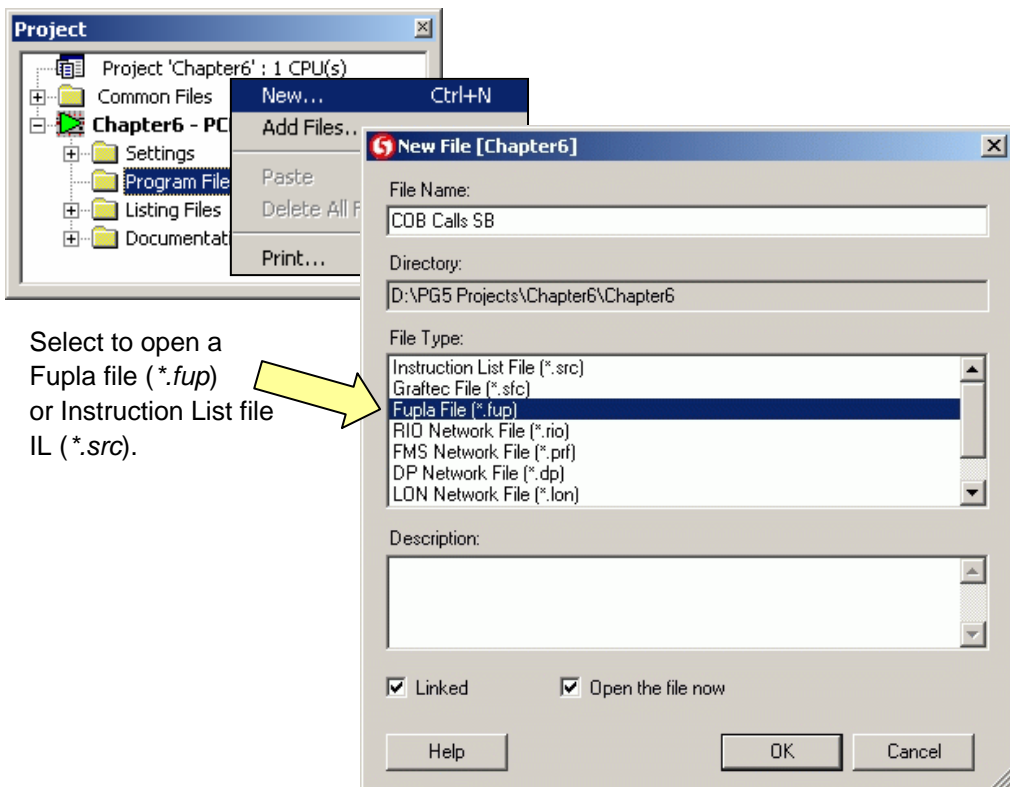 Project
Project 'Chapter6' : 1 CPU(s)
Common Files
Chapter6 - PC
Settings
Program File
Listing Files
Documentati
New... Ctrl+N
Add Files..
Paste
Delete All F
Print...
New File [Chapter6]
File Name:
COB Calls SB
Directory:
D:\PG5 Projects\Chapter6\Chapter6
File Type:
Instruction List File (*.src)
Graftec File (*.sfc)
Fupla File (*.fup)
RIO Network File (*.rio)
FMS Network File (*.prf)
DP Network File (*.dp)
LON Network File (*.lon)
Description:
Linked
Open the file now
Help
OK
Cancel
Select to open a
Fupla file (*.fup)
or Instruction List file
IL (*.src).